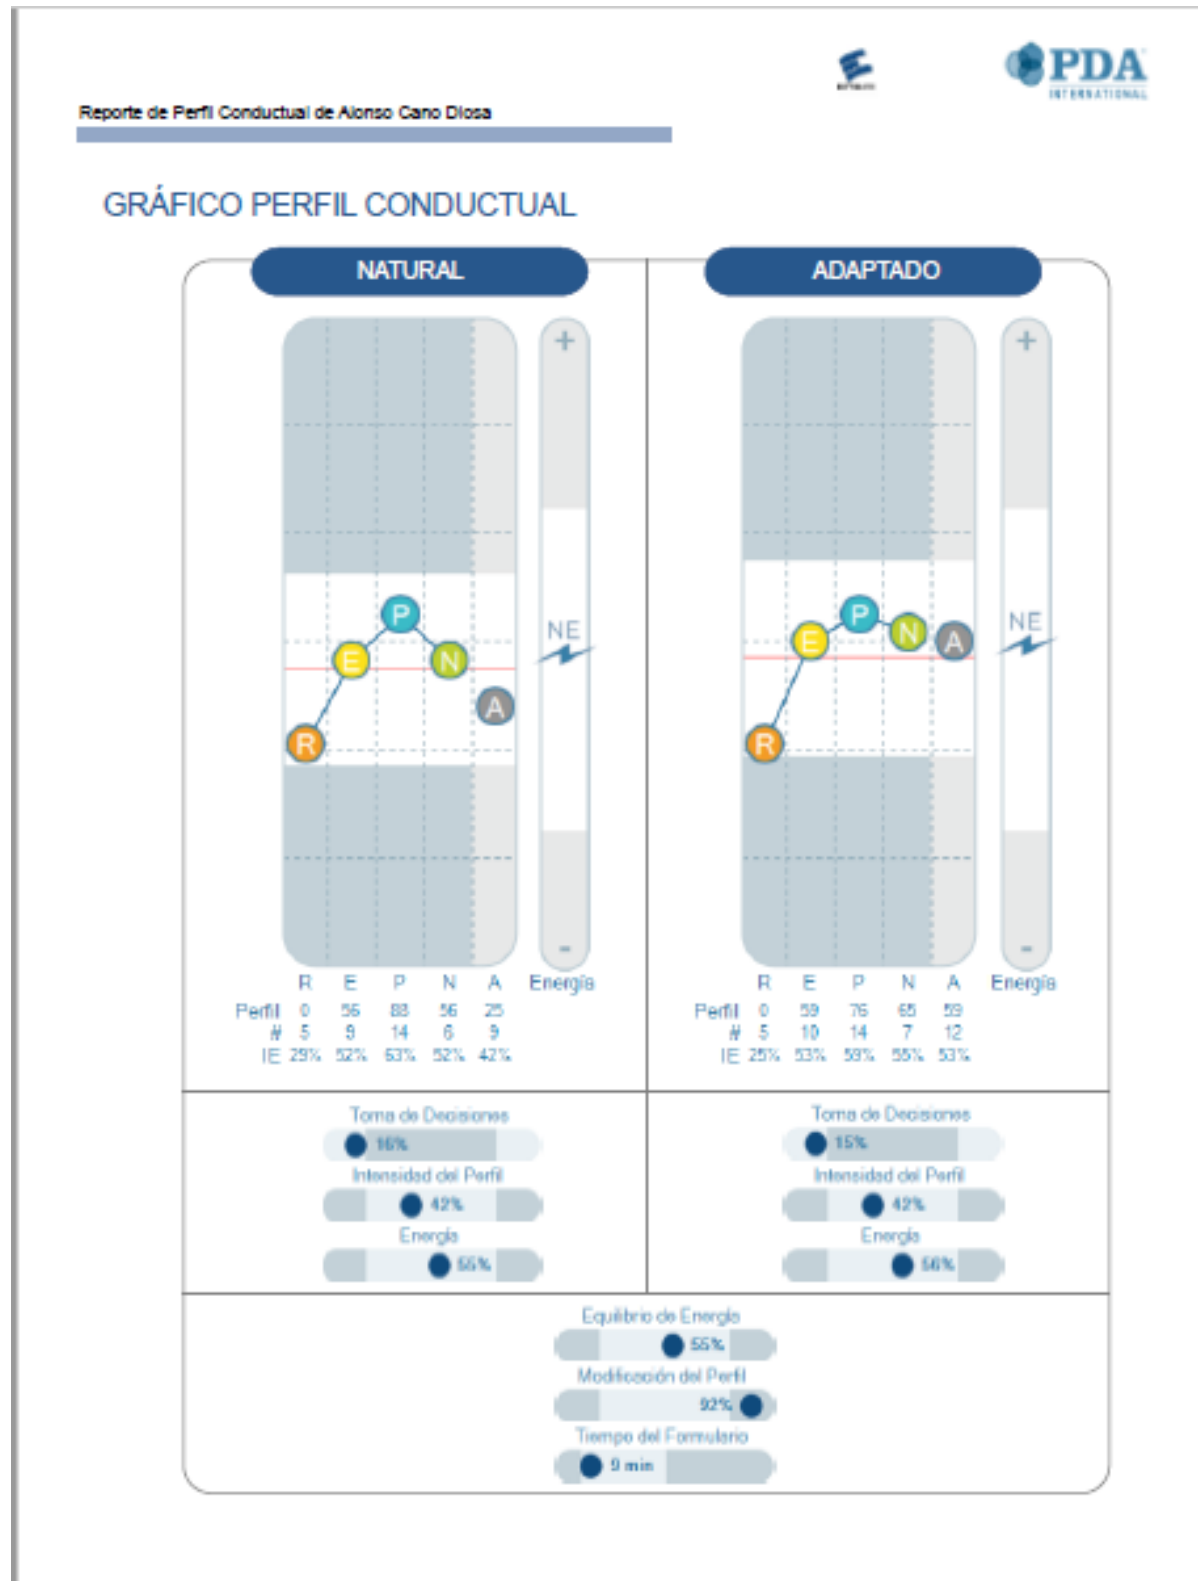 PDA
INTERNATIONAL
Reporte de Perfil Conductual de Alonso Cano Diosa
GRÁFICO PERFIL CONDUCTUAL
NATURAL
ADAPTADO
+
+
NE
NE
P
E
N
A
R
P
E
N
A
R
-
-
R E P N A Energía
R E P N A Energía
Perfil 0 56 88 56 25
Perfil 0 59 76 65 59
# 5 9 14 6 9
# 5 10 14 7 12
IE 29% 52% 63% 52% 42%
IE 25% 53% 59% 55% 53%
Toma de Decisiones
16%
Intensidad del Perfil
42%
Energía
55%
Toma de Decisiones
15%
Intensidad del Perfil
42%
Energía
56%
Equilibrio de Energía
55%
Modificación del Perfil
92%
Tiempo del Formulario
9 min